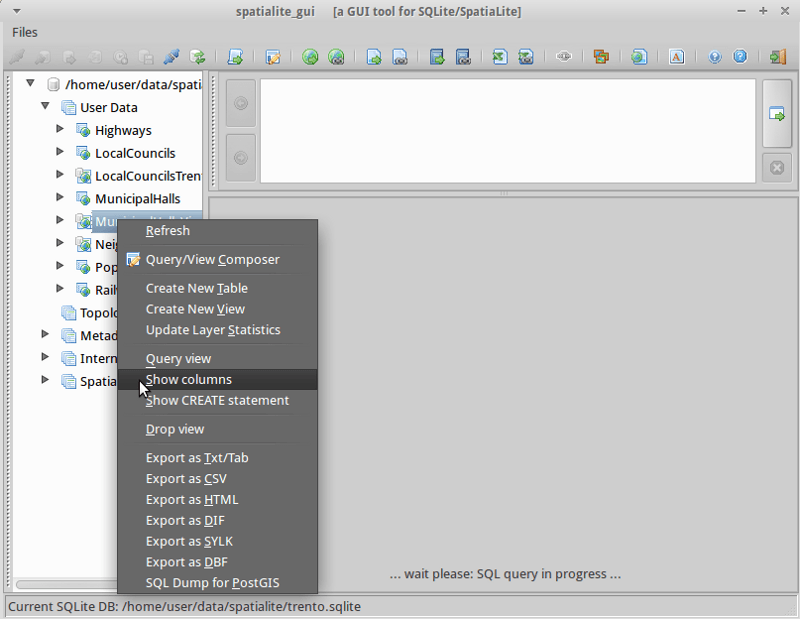 spatialite_gui [a GUI tool for SQLite/SpatiaLite]
Files
/home/user/data/spati
User Data
Highways
LocalCouncils
LocalCouncilsTren
MunicipalHalls
Refresh
Nei
Query/View Composer
Pop
Create New Table
Rail
Create New View
Topolo
Update Layer Statistics
Metad
Query view
Intern
Show columns
Spatia
Show CREATE statement
Drop view
Export as Txt/Tab
Export as CSV
Export as HTML
Export as DIF
Export as SYLK
Export as DBF
SQL Dump for PostGIS
... wait please: SQL query in progress ...
Current SQLite DB: /home/user/data/spatialite/trento.sqlite